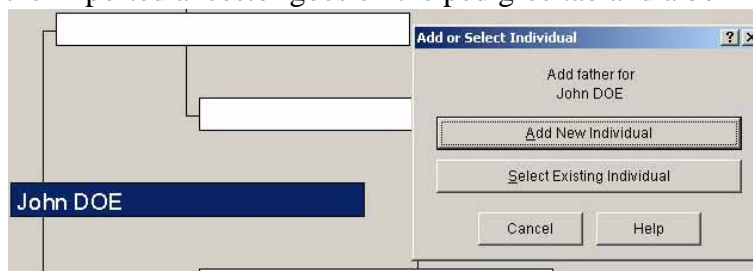 Add or Select Individual
Add father for
John DOE
Add New Individual
Select Existing Individual
John DOE
Cancel Help